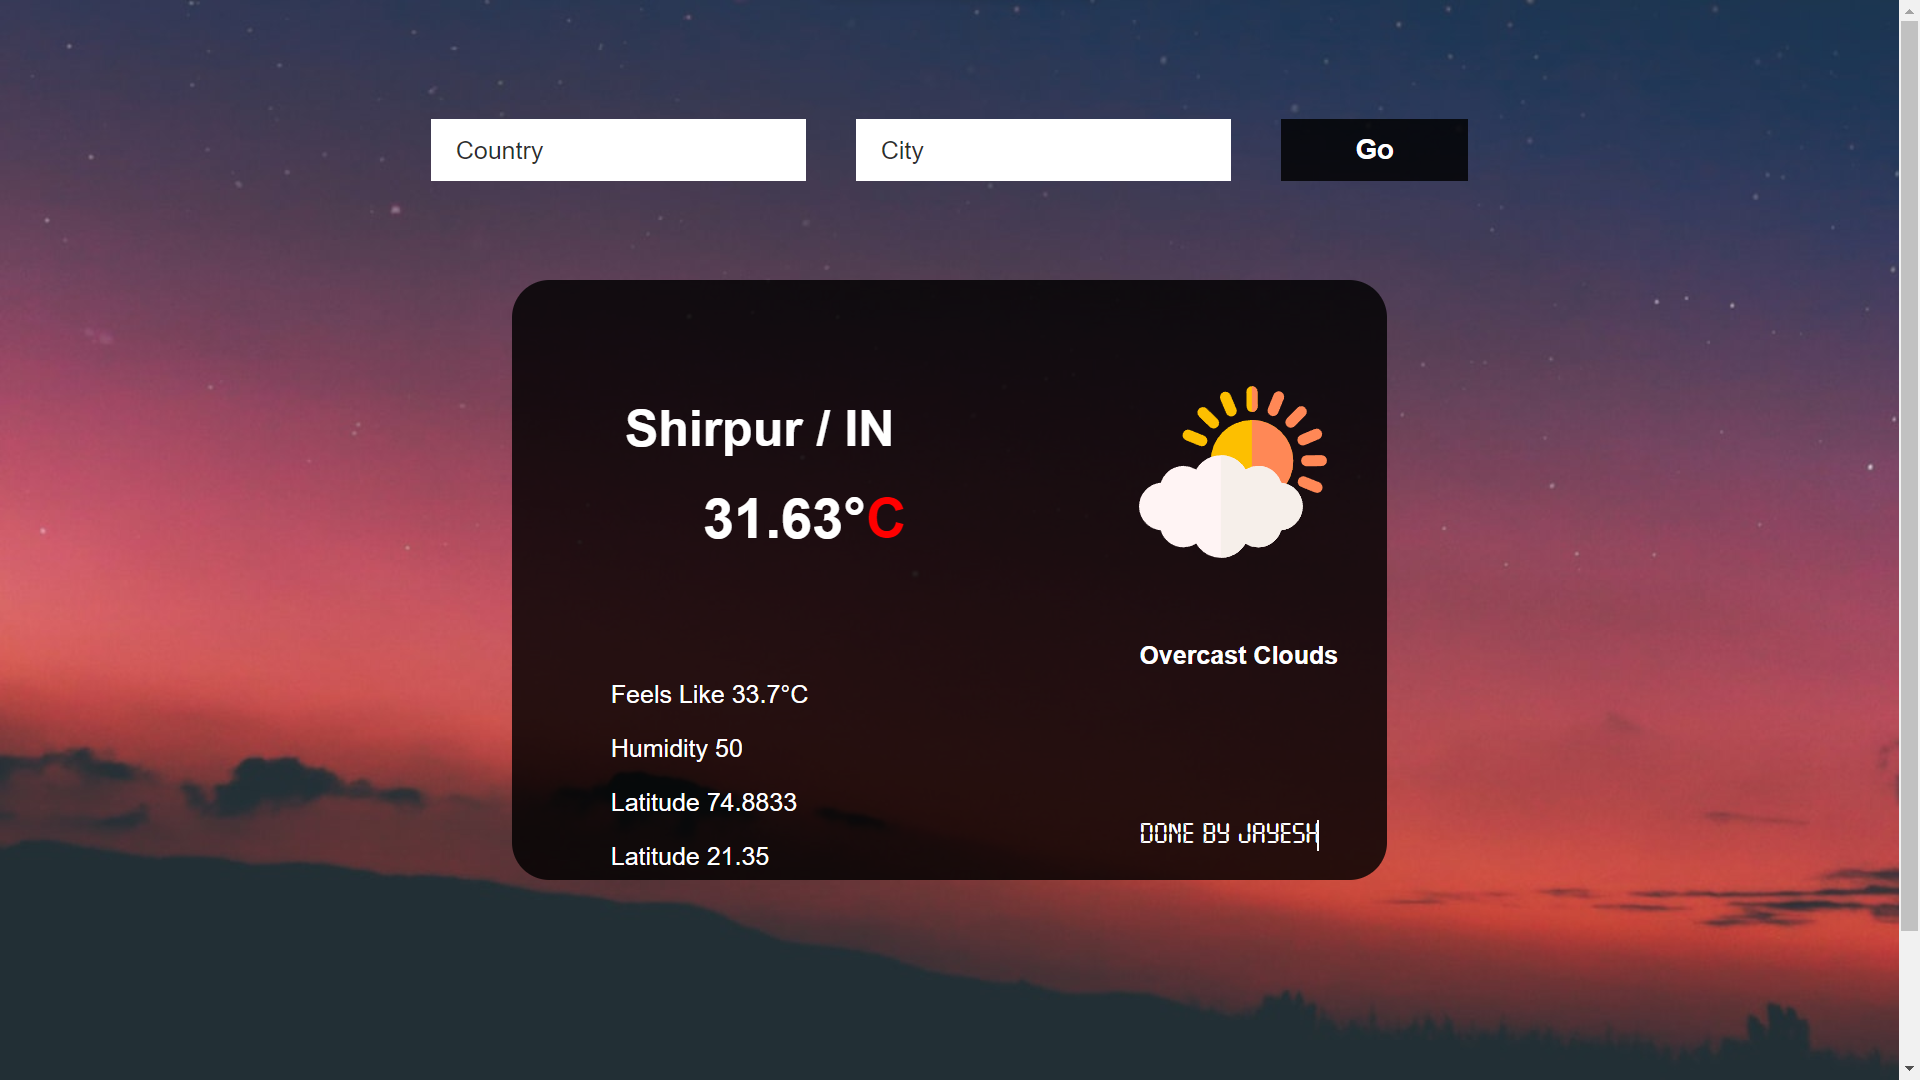 Country
City
Go
Shirpur / IN
31.63°C
Overcast Clouds
Feels Like 33.7°C
Humidity 50
Latitude 74.8833
Latitude 21.35
DONE BY JAYESH